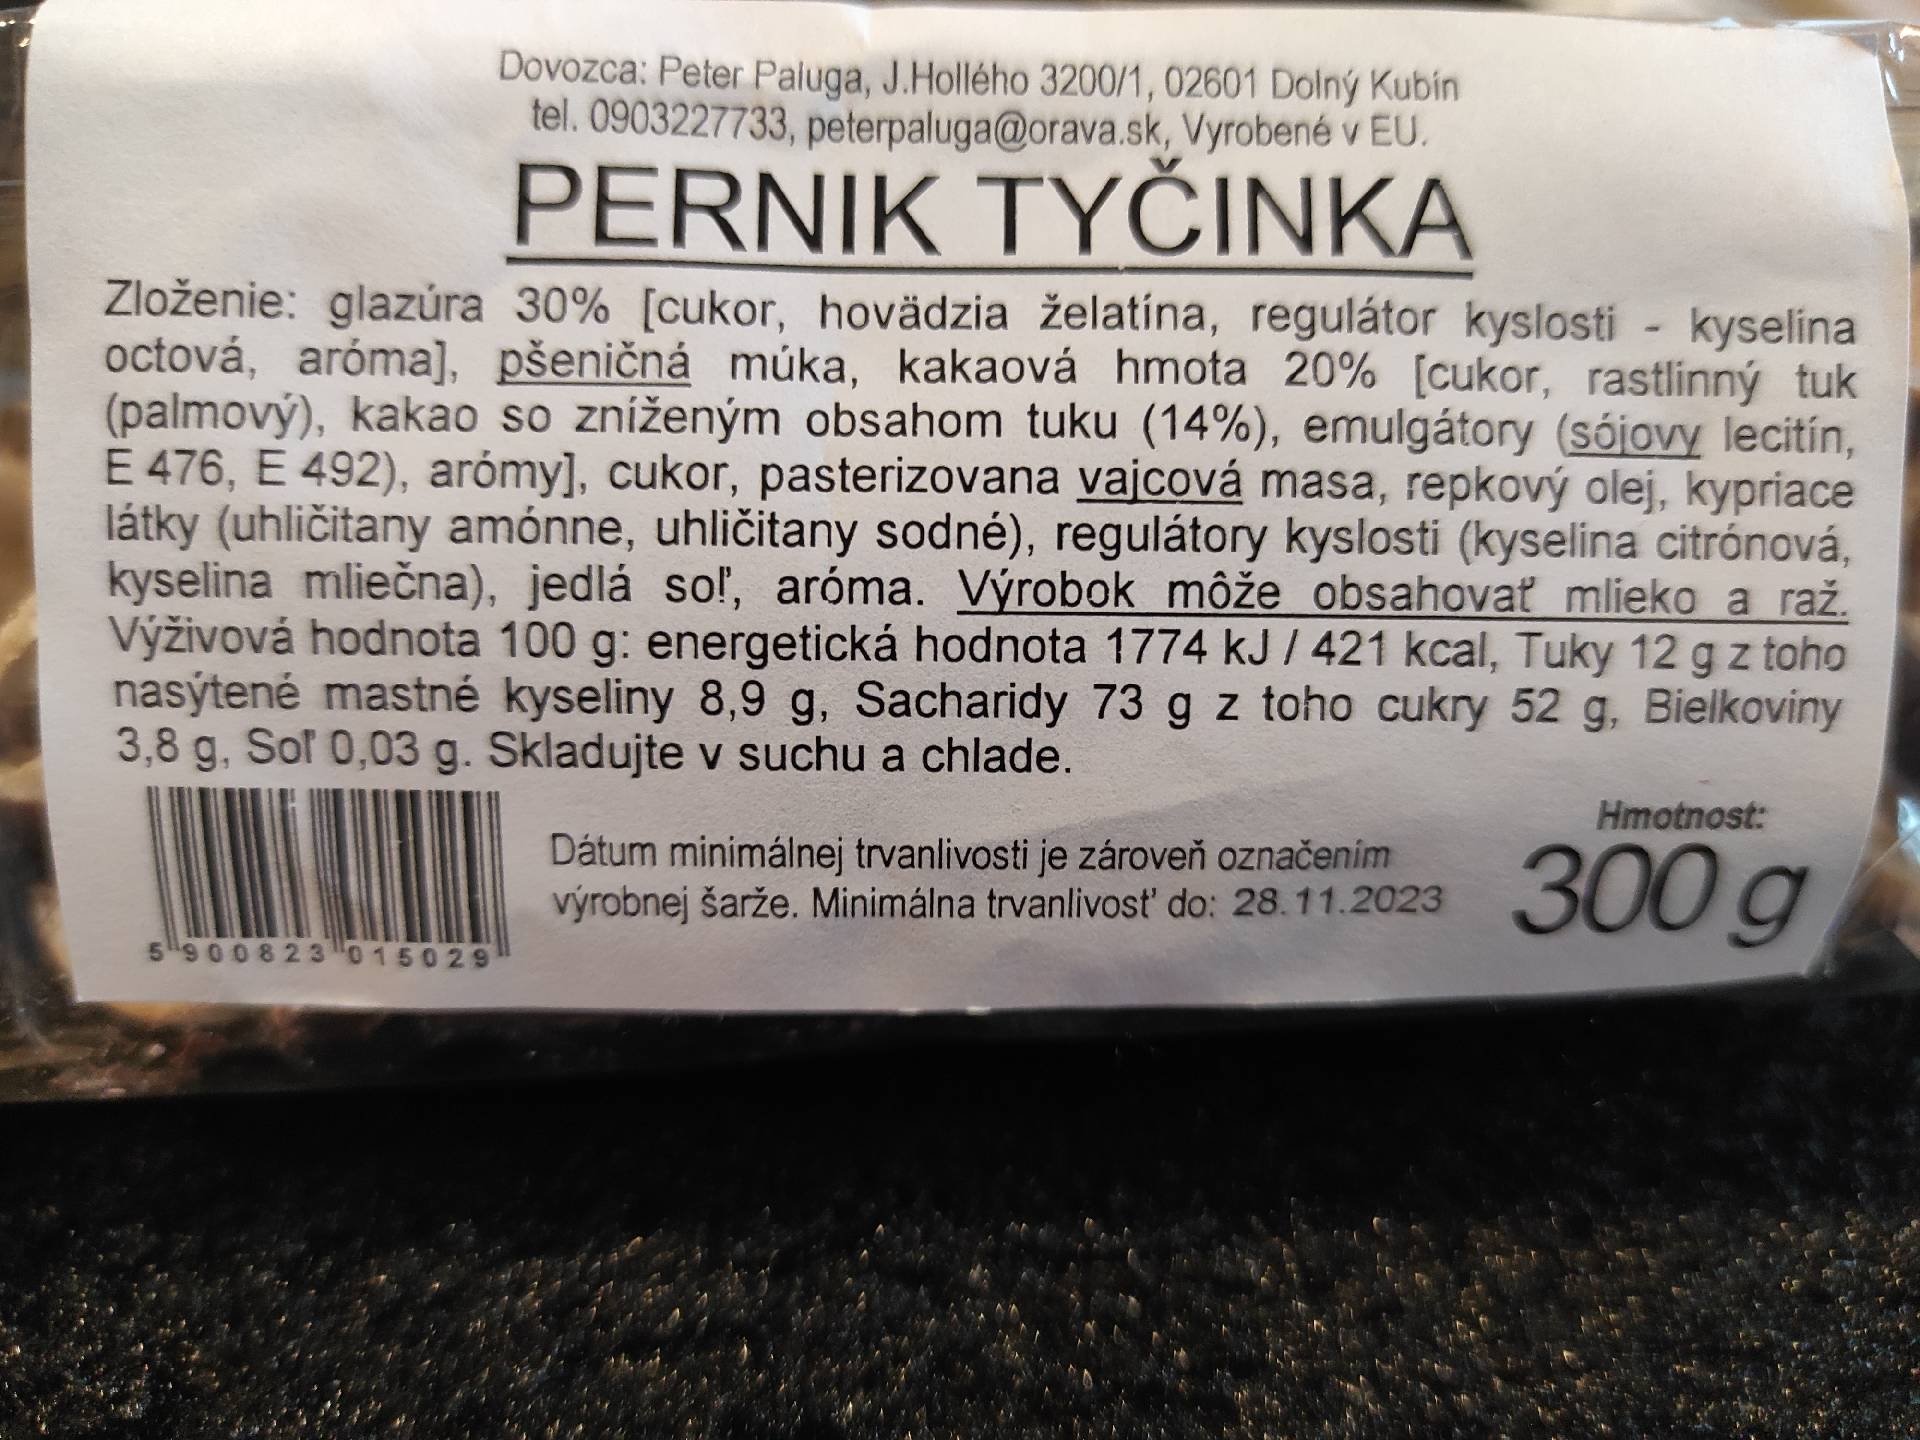 Dovozca: Peter Paluga, J.Hollého 3200/1, 02601 Dolný Kubín
tel. 0903227733, peterpaluga@orava.sk, Vyrobené v EU.
PERNIK TYČINKA
Zloženie: glazúra 30% [cukor, hovädzia želatína, regulátor kyslosti - kyselina
octová, aróma], pšeničná múka, kakaová hmota 20% [cukor, rastlinný tuk
(palmový), kakao so zníženým obsahom tuku (14%), emulgátory (sójovy lecitín,
E 476, E 492), arómy], cukor, pasterizovana vajcová masa, repkový olej, kypriace
látky (uhličitany amónne, uhličitany sodné), regulátory kyslosti (kyselina citrónová,
kyselina mliečna), jedlá soľ, aróma. Výrobok môže obsahovať mlieko a raž.
Výživová hodnota 100 g: energetická hodnota 1774 kJ / 421 kcal, Tuky 12 g z toho
nasýtené mastné kyseliny 8,9 g, Sacharidy 73 g z toho cukry 52 g, Bielkoviny
3,8 g, Soľ 0,03 g. Skladujte v suchu a chlade.
Hmotnost:
300 g
Dátum minimálnej trvanlivosti je zároveň označením
výrobnej šarže. Minimálna trvanlivosť do: 28.11.2023
5 900823 015029